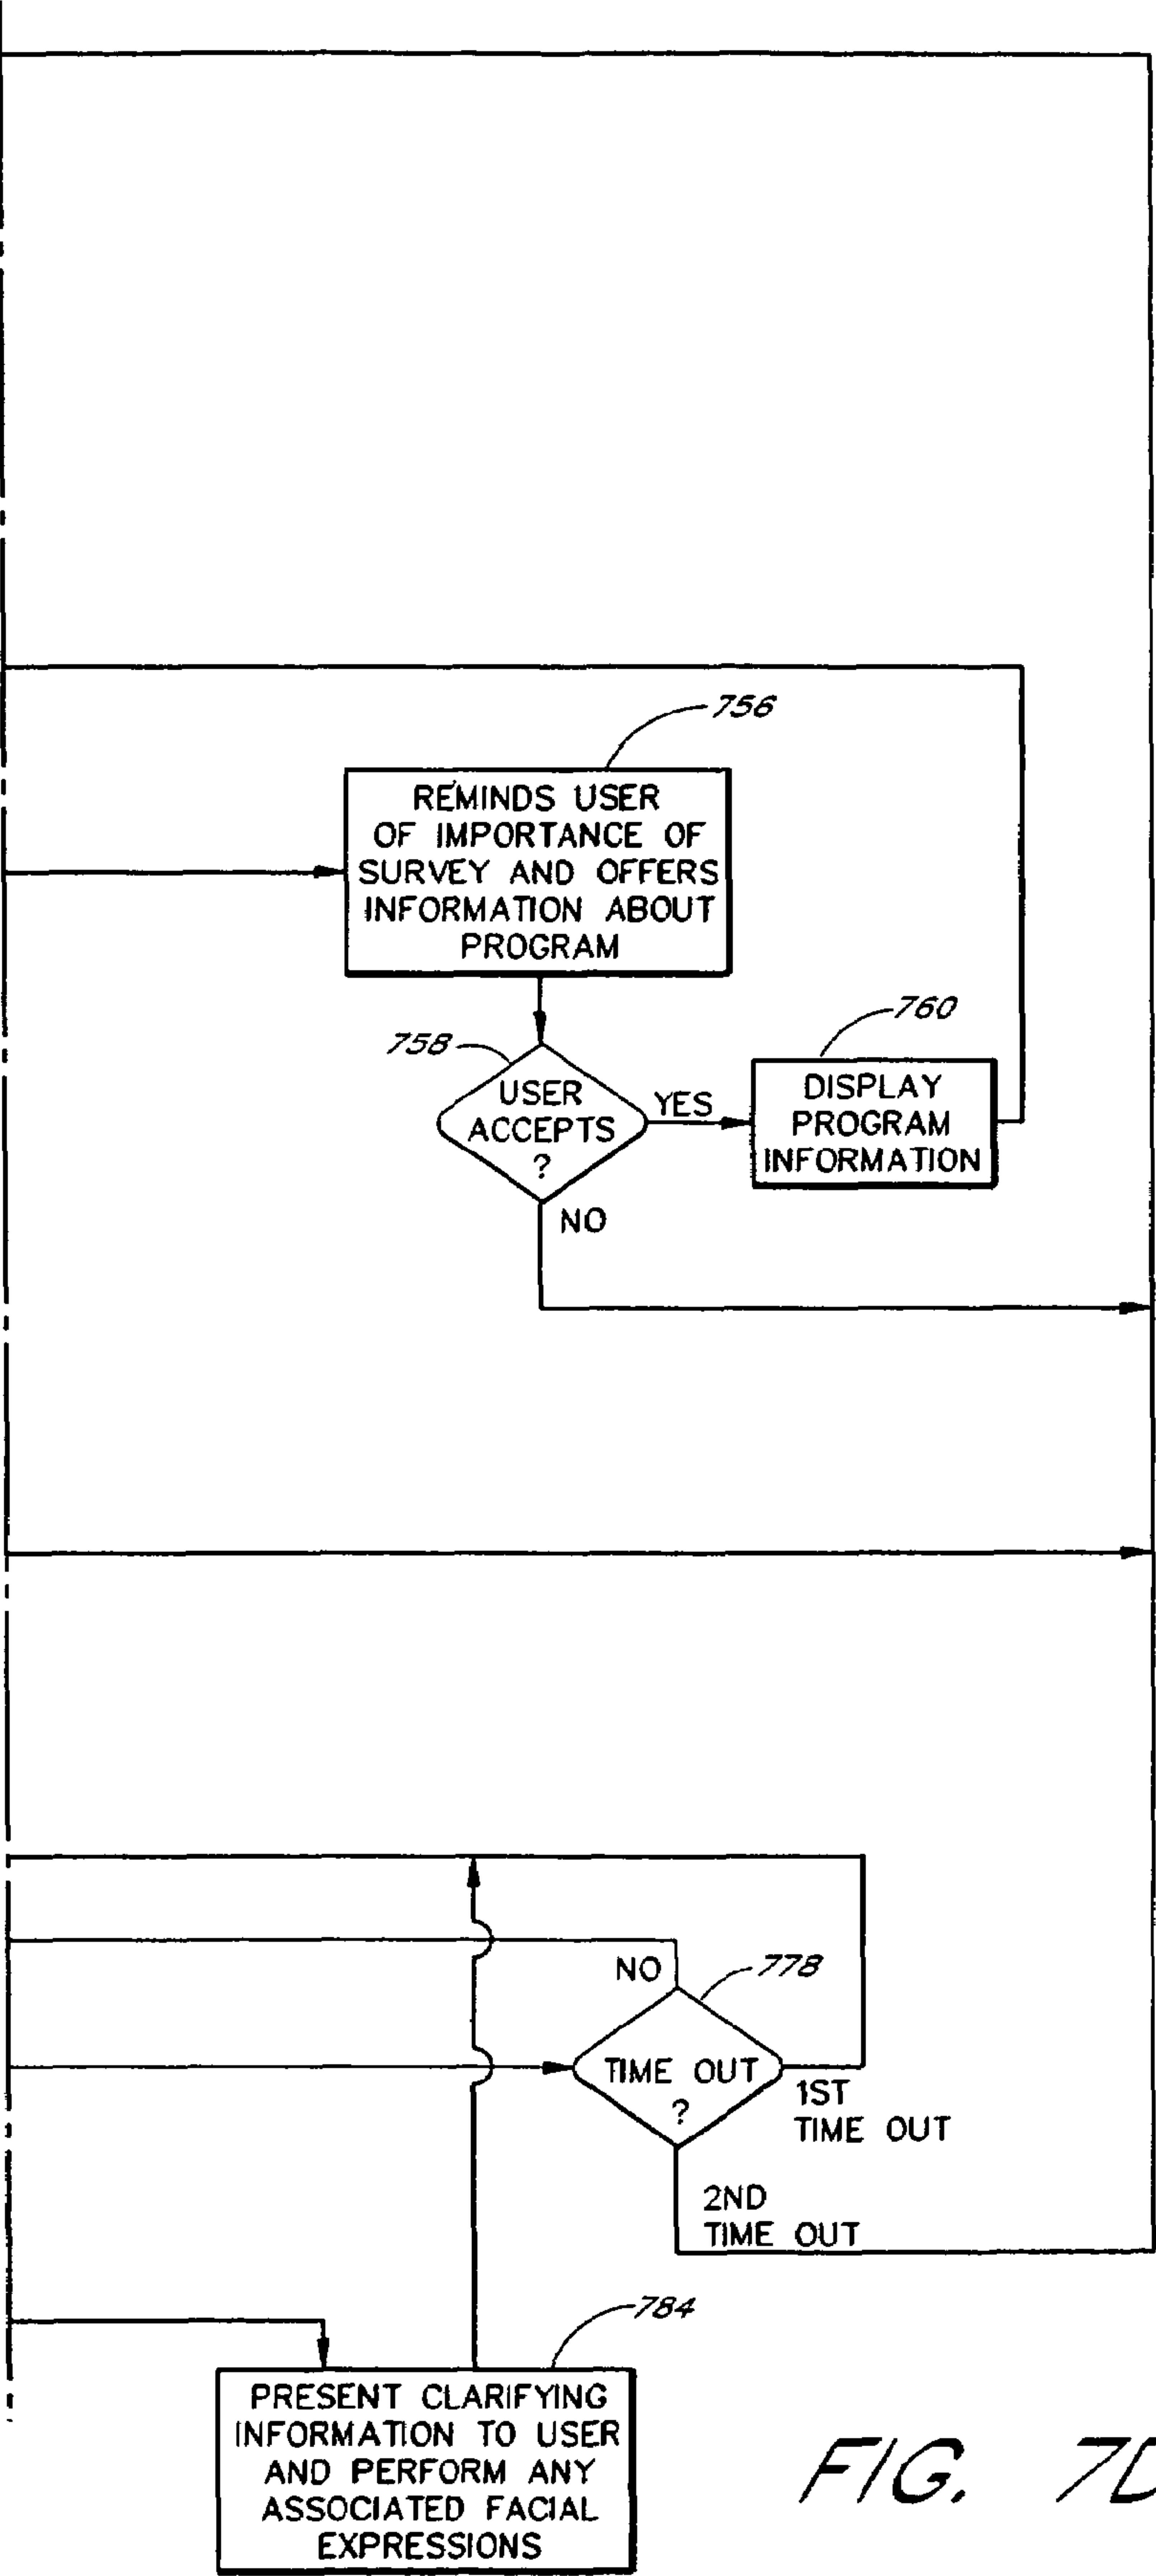 756
REMINDS USER
OF IMPORTANCE OF
SURVEY AND OFFERS
INFORMATION ABOUT
PROGRAM
758
USER
ACCEPTS
?
YES
760
DISPLAY
PROGRAM
INFORMATION
NO
NO
778
TIME OUT
?
1ST
TIME OUT
2ND
TIME OUT
784
PRESENT CLARIFYING
INFORMATION TO USER
AND PERFORM ANY
ASSOCIATED FACIAL
EXPRESSIONS
FIG. 7D